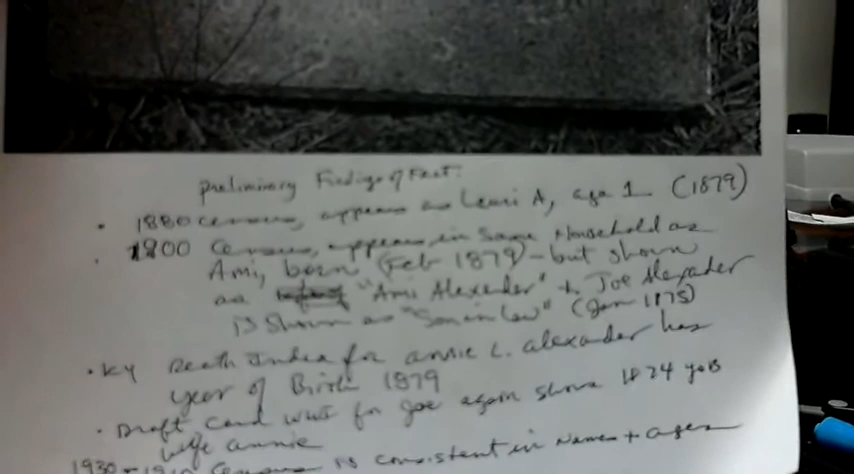 Preliminary Findings of Fact:
• 1880 census, appears as Leuri A, age 1 (1879)
• 1900 Census, appears in same Household as
Ami, born (Feb 1879) - but shown
as "Ami Alexander" + Joe Alexander
is shown as "Son in Law" (Jan 1875)
• Ky Death Index for Annie L. Alexander has
year of Birth 1879
• Draft Card WWI for Joe again shows 1874 YOB
wife Annie
1930 Census is consistent in Names + ages